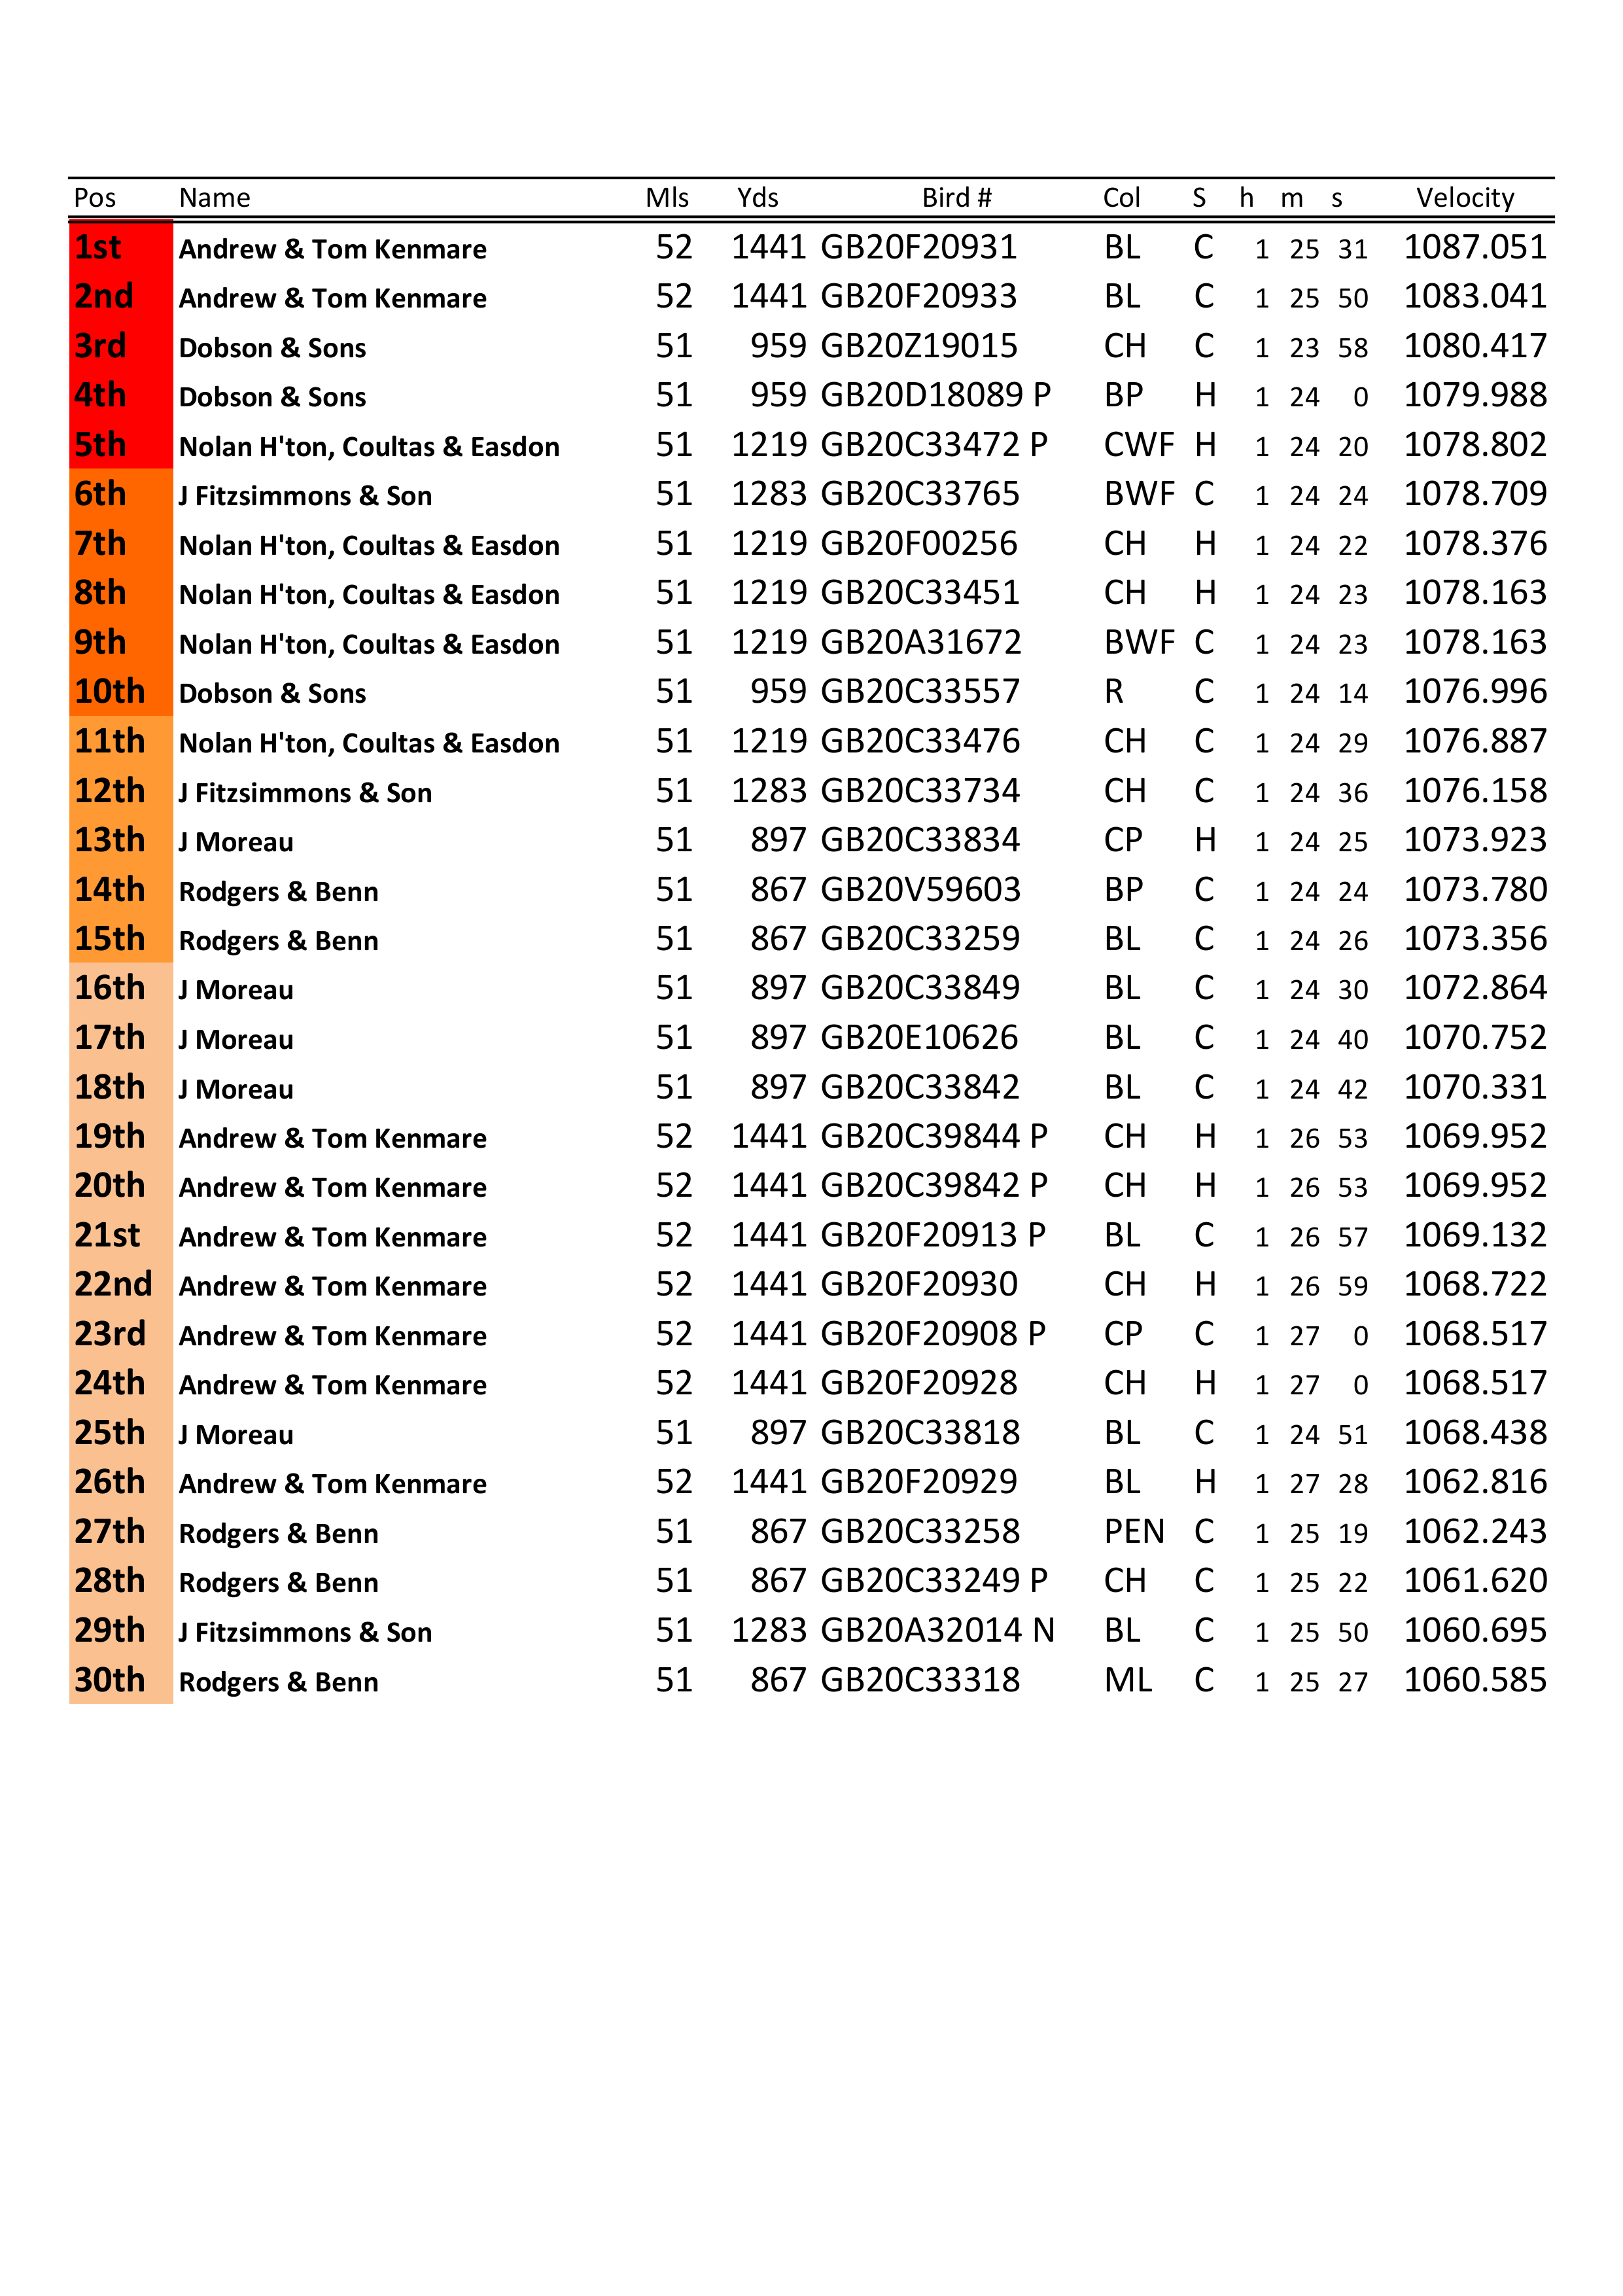 Pos Name Mls Yds Bird # Col S h m s Velocity
1st Andrew & Tom Kenmare 52 1441 GB20F20931 BL C 1 25 31 1087.051
2nd Andrew & Tom Kenmare 52 1441 GB20F20933 BL C 1 25 50 1083.041
3rd Dobson & Sons 51 959 GB20Z19015 CH C 1 23 58 1080.417
4th Dobson & Sons 51 959 GB20D18089 P BP H 1 24 0 1079.988
5th Nolan H'ton, Coultas & Easdon 51 1219 GB20C33472 P CWF H 1 24 20 1078.802
6th J Fitzsimmons & Son 51 1283 GB20C33765 BWF C 1 24 24 1078.709
7th Nolan H'ton, Coultas & Easdon 51 1219 GB20F00256 CH H 1 24 22 1078.376
8th Nolan H'ton, Coultas & Easdon 51 1219 GB20C33451 CH H 1 24 23 1078.163
9th Nolan H'ton, Coultas & Easdon 51 1219 GB20A31672 BWF C 1 24 23 1078.163
10th Dobson & Sons 51 959 GB20C33557 R C 1 24 14 1076.996
11th Nolan H'ton, Coultas & Easdon 51 1219 GB20C33476 CH C 1 24 29 1076.887
12th J Fitzsimmons & Son 51 1283 GB20C33734 CH C 1 24 36 1076.158
13th J Moreau 51 897 GB20C33834 CP H 1 24 25 1073.923
14th Rodgers & Benn 51 867 GB20V59603 BP C 1 24 24 1073.780
15th Rodgers & Benn 51 867 GB20C33259 BL C 1 24 26 1073.356
16th J Moreau 51 897 GB20C33849 BL C 1 24 30 1072.864
17th J Moreau 51 897 GB20E10626 BL C 1 24 40 1070.752
18th J Moreau 51 897 GB20C33842 BL C 1 24 42 1070.331
19th Andrew & Tom Kenmare 52 1441 GB20C39844 P CH H 1 26 53 1069.952
20th Andrew & Tom Kenmare 52 1441 GB20C39842 P CH H 1 26 53 1069.952
21st Andrew & Tom Kenmare 52 1441 GB20F20913 P BL C 1 26 57 1069.132
22nd Andrew & Tom Kenmare 52 1441 GB20F20930 CH H 1 26 59 1068.722
23rd Andrew & Tom Kenmare 52 1441 GB20F20908 P CP C 1 27 0 1068.517
24th Andrew & Tom Kenmare 52 1441 GB20F20928 CH H 1 27 0 1068.517
25th J Moreau 51 897 GB20C33818 BL C 1 24 51 1068.438
26th Andrew & Tom Kenmare 52 1441 GB20F20929 BL H 1 27 28 1062.816
27th Rodgers & Benn 51 867 GB20C33258 PEN C 1 25 19 1062.243
28th Rodgers & Benn 51 867 GB20C33249 P CH C 1 25 22 1061.620
29th J Fitzsimmons & Son 51 1283 GB20A32014 N BL C 1 25 50 1060.695
30th Rodgers & Benn 51 867 GB20C33318 ML C 1 25 27 1060.585